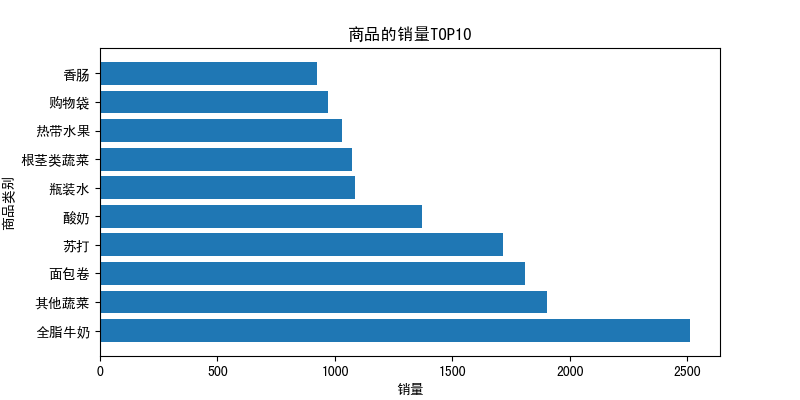 商品的销量TOP10
商品类别
香肠
购物袋
热带水果
根茎类蔬菜
瓶装水
酸奶
苏打
面包卷
其他蔬菜
全脂牛奶
0 500 1000 1500 2000 2500
销量